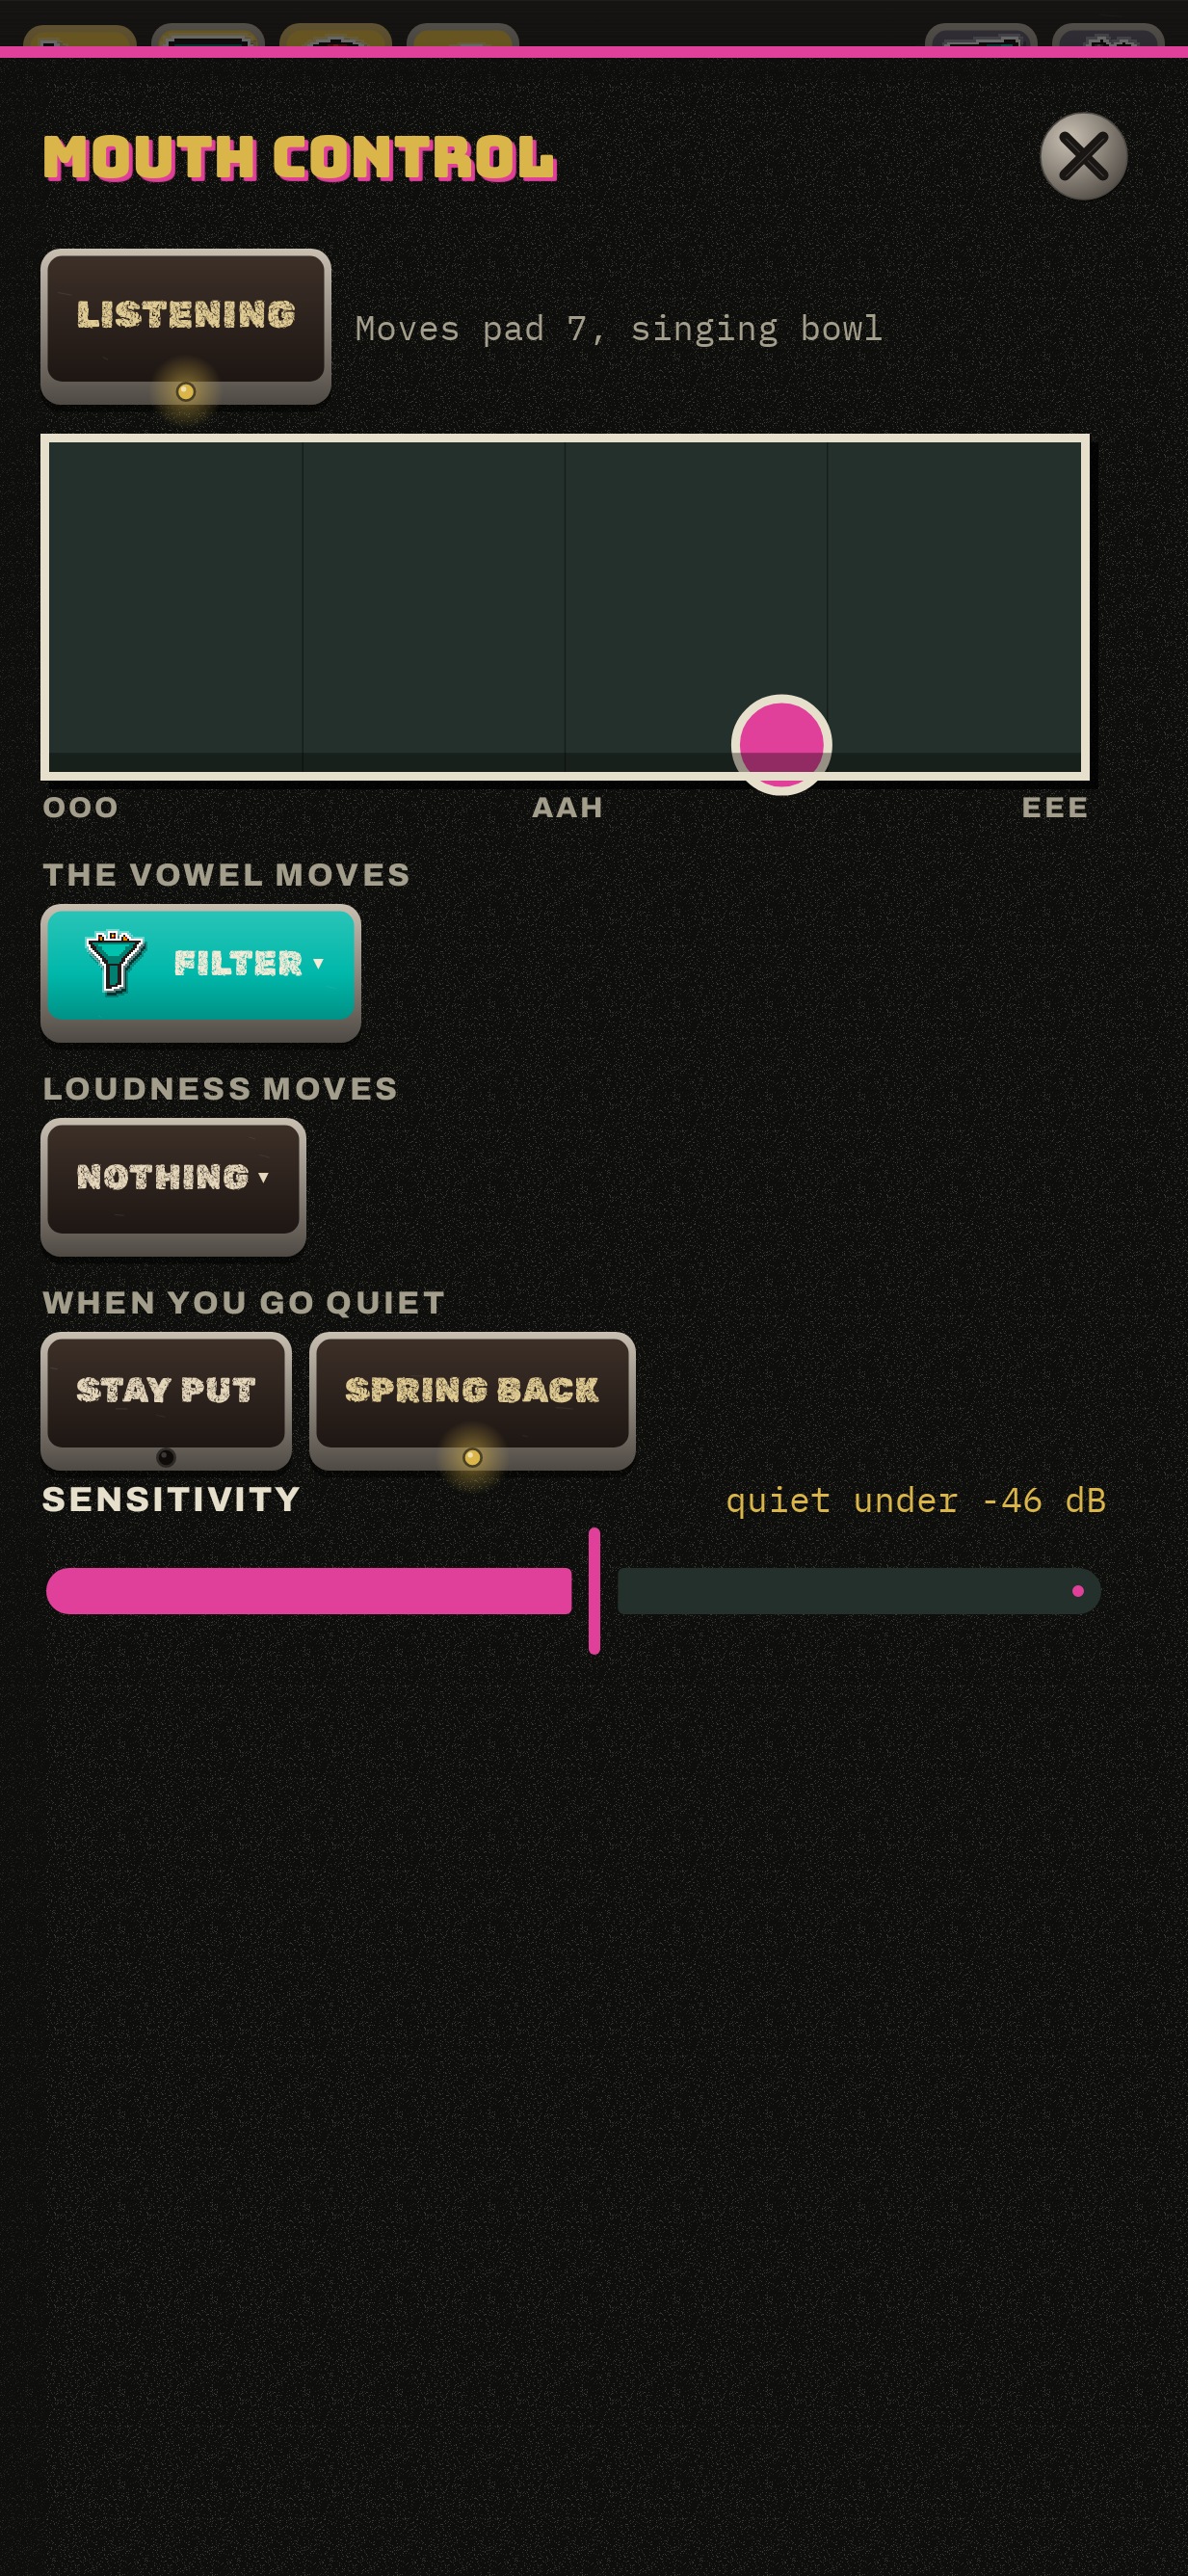 MOUTH CONTROL
LISTENING
Moves pad 7, singing bowl
OOO AAH EEE
THE VOWEL MOVES
FILTER ▾
LOUDNESS MOVES
NOTHING ▾
WHEN YOU GO QUIET
STAY PUT SPRING BACK
SENSITIVITY quiet under -46 dB